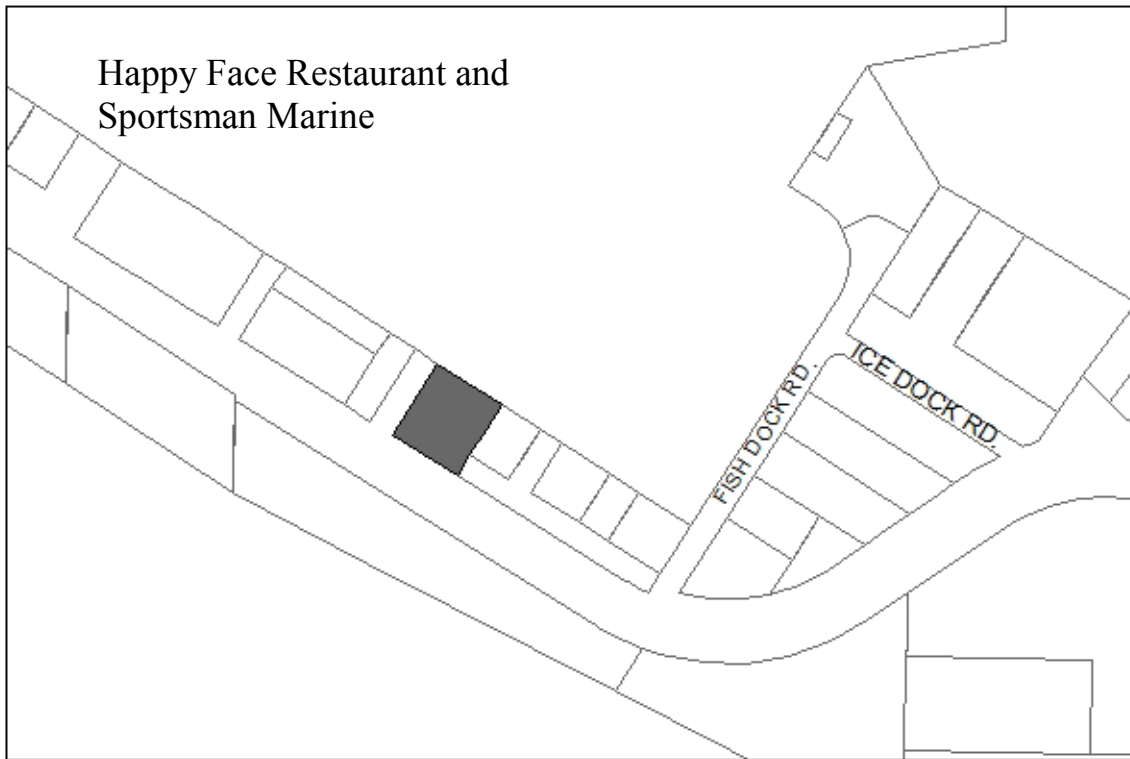 Happy Face Restaurant and
Sportsman Marine
ICE DOCK RD.
FISH DOCK RD.